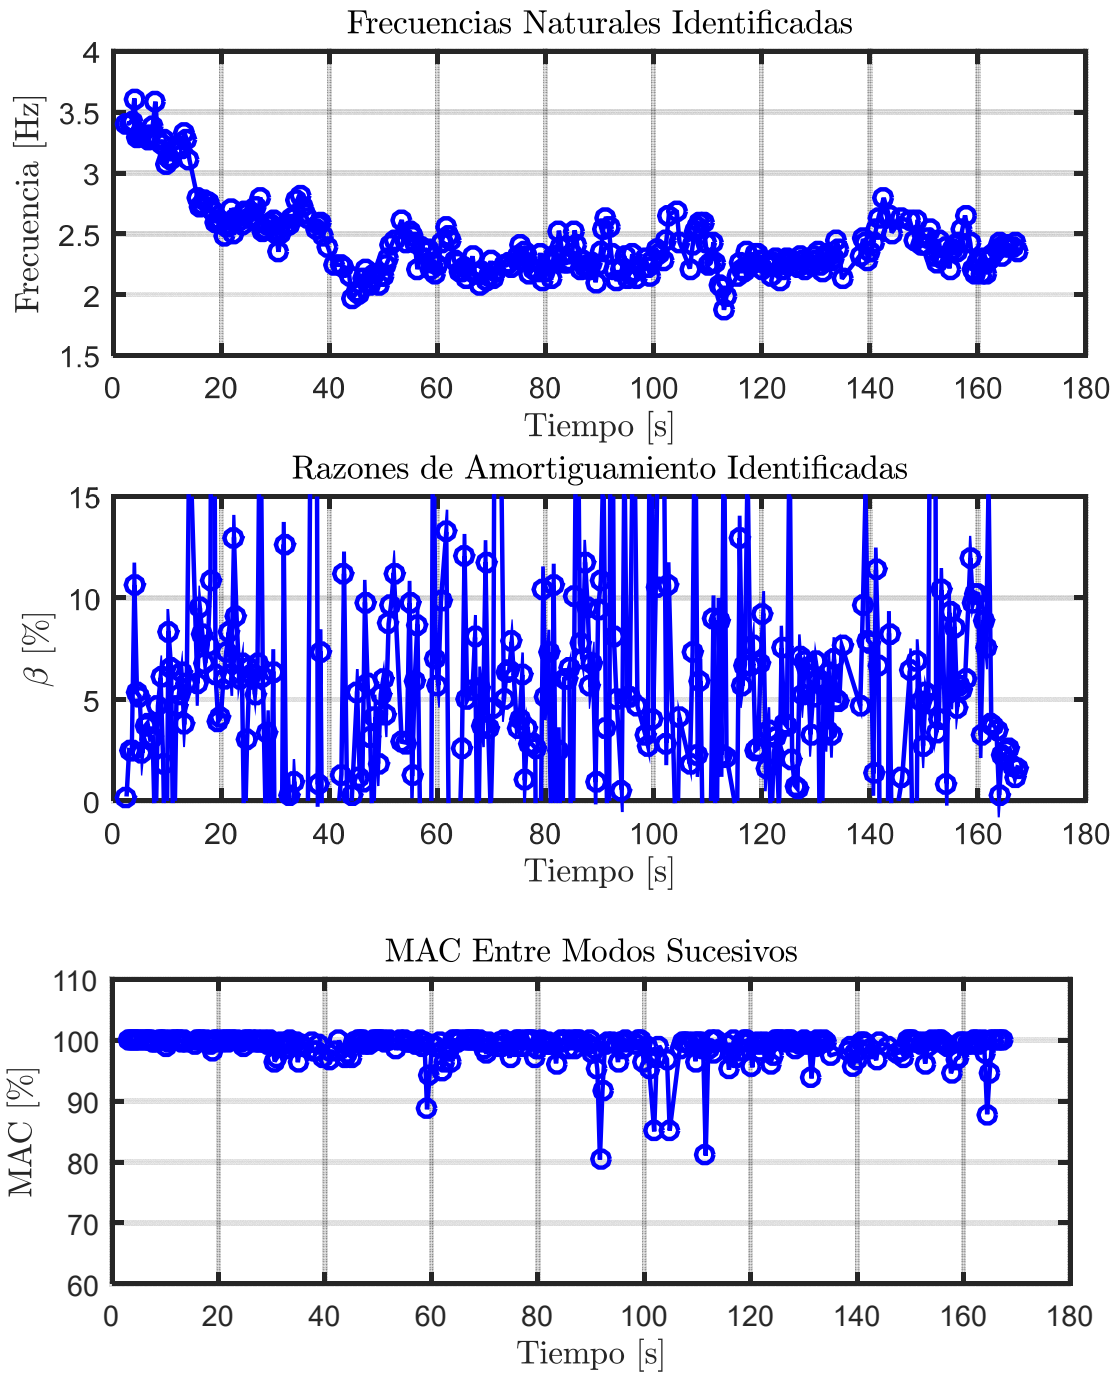 Frecuencias Naturales Identificadas
Frecuencia [Hz]
4
3.5
3
2.5
2
1.5
0 20 40 60 80 100 120 140 160 180
Tiempo [s]
Razones de Amortiguamiento Identificadas
β [%]
15
10
5
0
0 20 40 60 80 100 120 140 160 180
Tiempo [s]
MAC Entre Modos Sucesivos
MAC [%]
110
100
90
80
70
60
0 20 40 60 80 100 120 140 160 180
Tiempo [s]